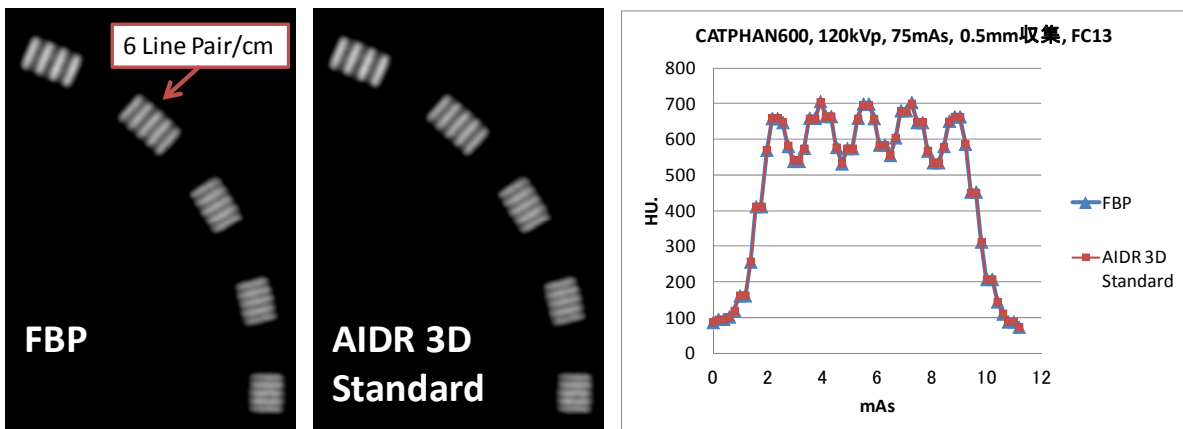 6 Line Pair/cm
FBP
AIDR 3D
Standard
CATPHAN600, 120kVp, 75mAs, 0.5mm収集, FC13
800
700
600
500
400
300
200
100
0
HU.
0 2 4 6 8 10 12
mAs
FBP
AIDR 3D
Standard